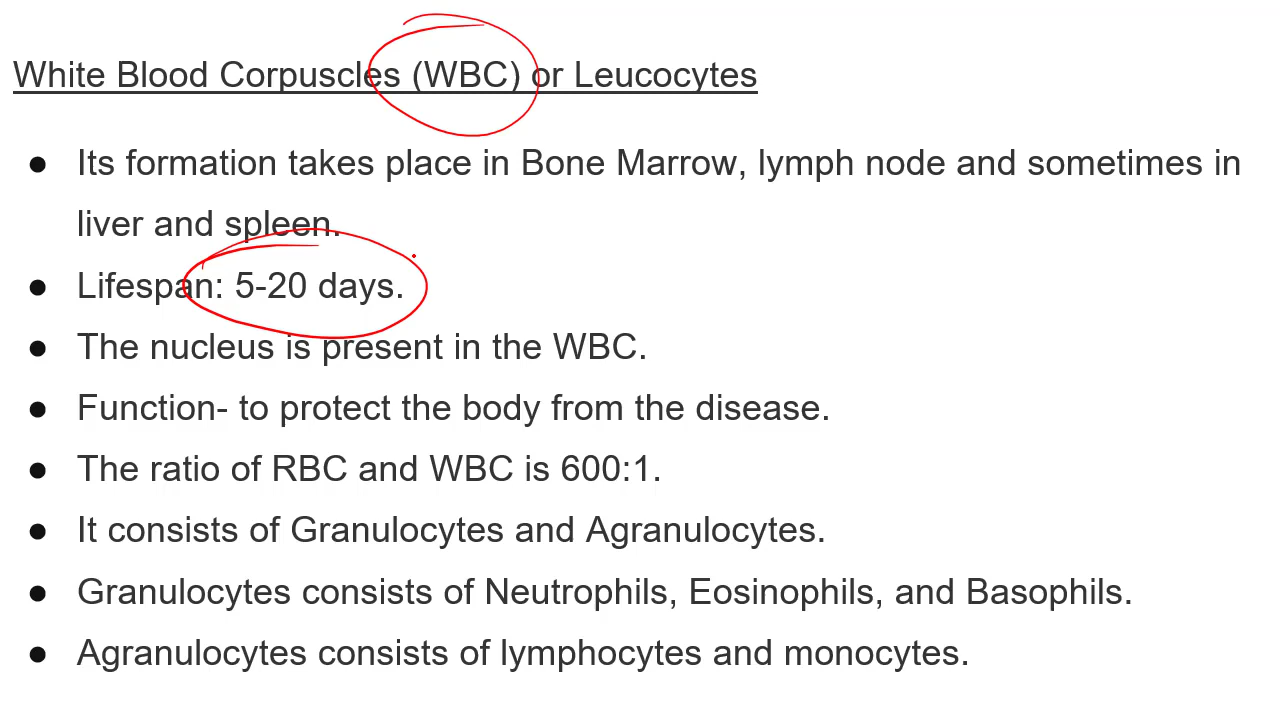 White Blood Corpuscles (WBC) or Leucocytes
● Its formation takes place in Bone Marrow, lymph node and sometimes in
liver and spleen.
● Lifespan: 5-20 days.
● The nucleus is present in the WBC.
● Function- to protect the body from the disease.
● The ratio of RBC and WBC is 600:1.
● It consists of Granulocytes and Agranulocytes.
● Granulocytes consists of Neutrophils, Eosinophils, and Basophils.
● Agranulocytes consists of lymphocytes and monocytes.